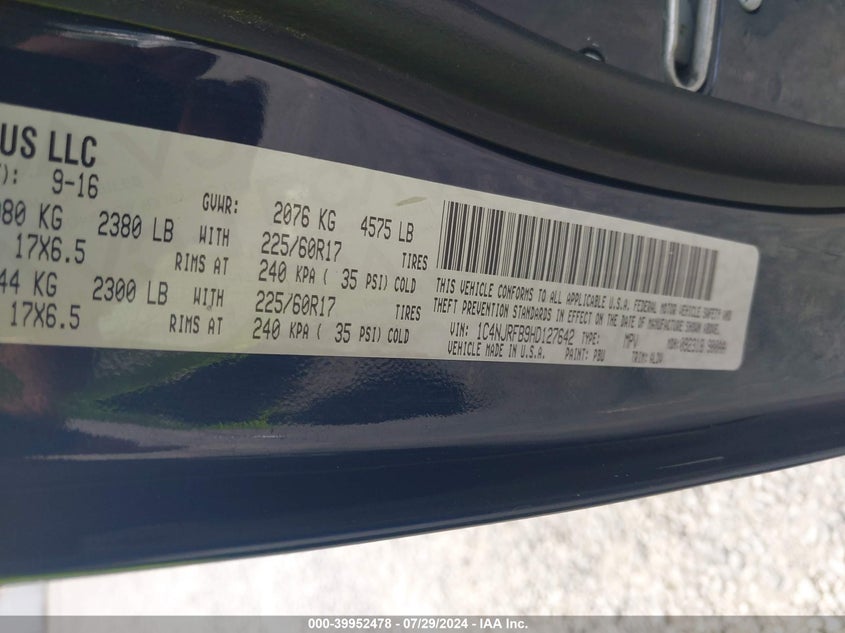 US LLC
): 9-16 GVWR: 2076 KG 4575 LB
080 KG 2380 LB WITH 225/60R17 TIRES
17X6.5 RIMS AT 240 KPA ( 35 PSI) COLD
44 KG 2300 LB WITH 225/60R17 TIRES
17X6.5 RIMS AT 240 KPA ( 35 PSI) COLD
THIS VEHICLE CONFORMS TO ALL APPLICABLE U.S.A. FEDERAL MOTOR VEHICLE SAFETY AND
THEFT PREVENTION STANDARDS IN EFFECT ON THE DATE OF MANUFACTURE SHOWN ABOVE.
VIN: 1C4NJRFB9HD127642 TYPE: MPV MDH:
VEHICLE MADE IN U.S.A. PAINT: PBU TRIM:
000-39952478 - 07/29/2024 - IAA Inc.